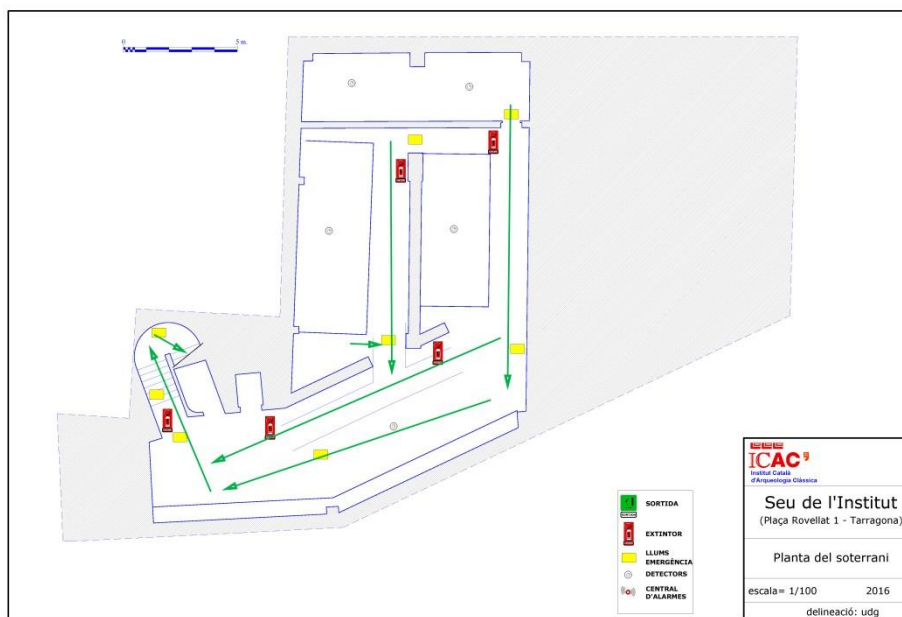 0 5 m.
SORTIDA
EXTINTOR
LLUMS
EMERGÈNCIA
DETECTORS
CENTRAL
D'ALARMES
ICAC
Institut Català
d'Arqueologia Clàssica
Seu de l'Institut
(Plaça Rovellat 1 - Tarragona)
Planta del soterrani
escala= 1/100 2016
delineació: udg